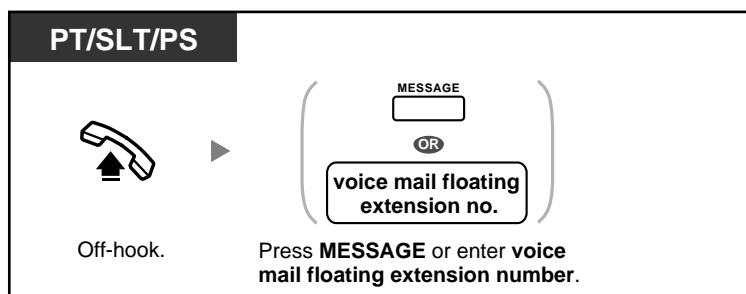 PT/SLT/PS
MESSAGE
OR
voice mail floating
extension no.
Off-hook.
Press MESSAGE or enter voice
mail floating extension number.